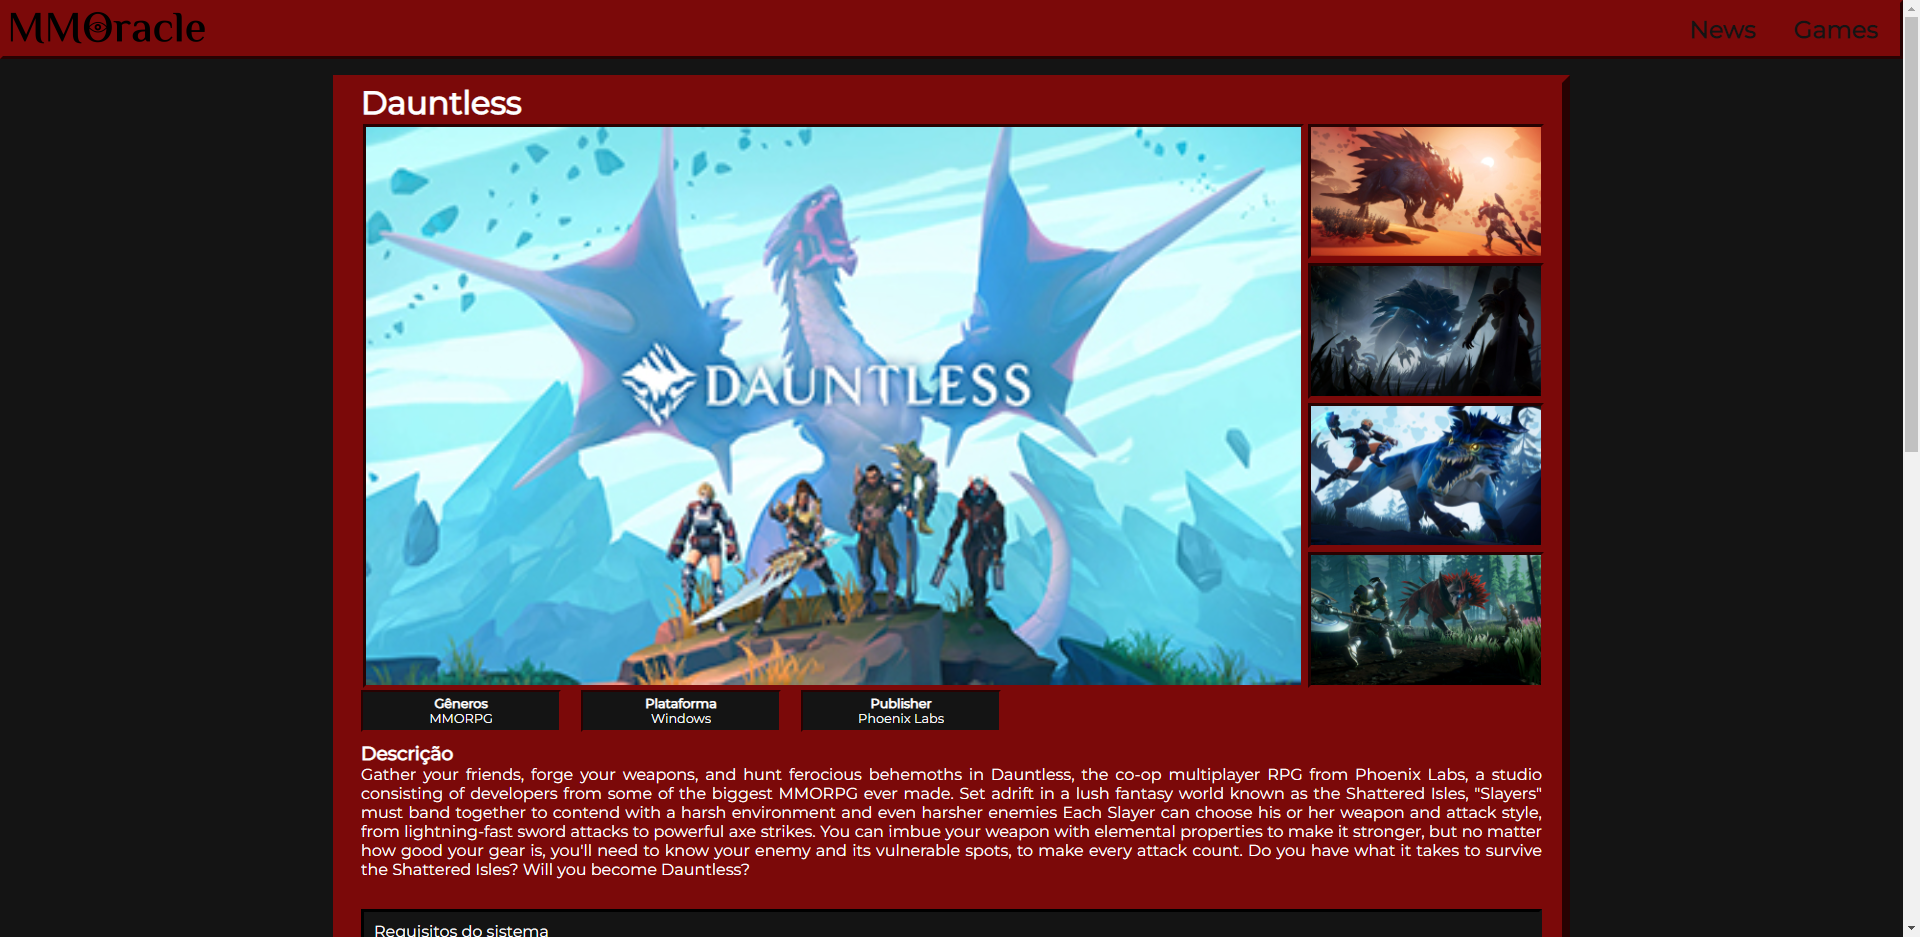 MMOracle
News
Games
Dauntless
DAUNTLESS
Gêneros
MMORPG
Plataforma
Windows
Publisher
Phoenix Labs
Descrição
Gather your friends, forge your weapons, and hunt ferocious behemoths in Dauntless, the co-op multiplayer RPG from Phoenix Labs, a studio
consisting of developers from some of the biggest MMORPG ever made. Set adrift in a lush fantasy world known as the Shattered Isles, "Slayers"
must band together to contend with a harsh environment and even harsher enemies Each Slayer can choose his or her weapon and attack style,
from lightning-fast sword attacks to powerful axe strikes. You can imbue your weapon with elemental properties to make it stronger, but no matter
how good your gear is, you'll need to know your enemy and its vulnerable spots, to make every attack count. Do you have what it takes to survive
the Shattered Isles? Will you become Dauntless?
Requisitos do sistema